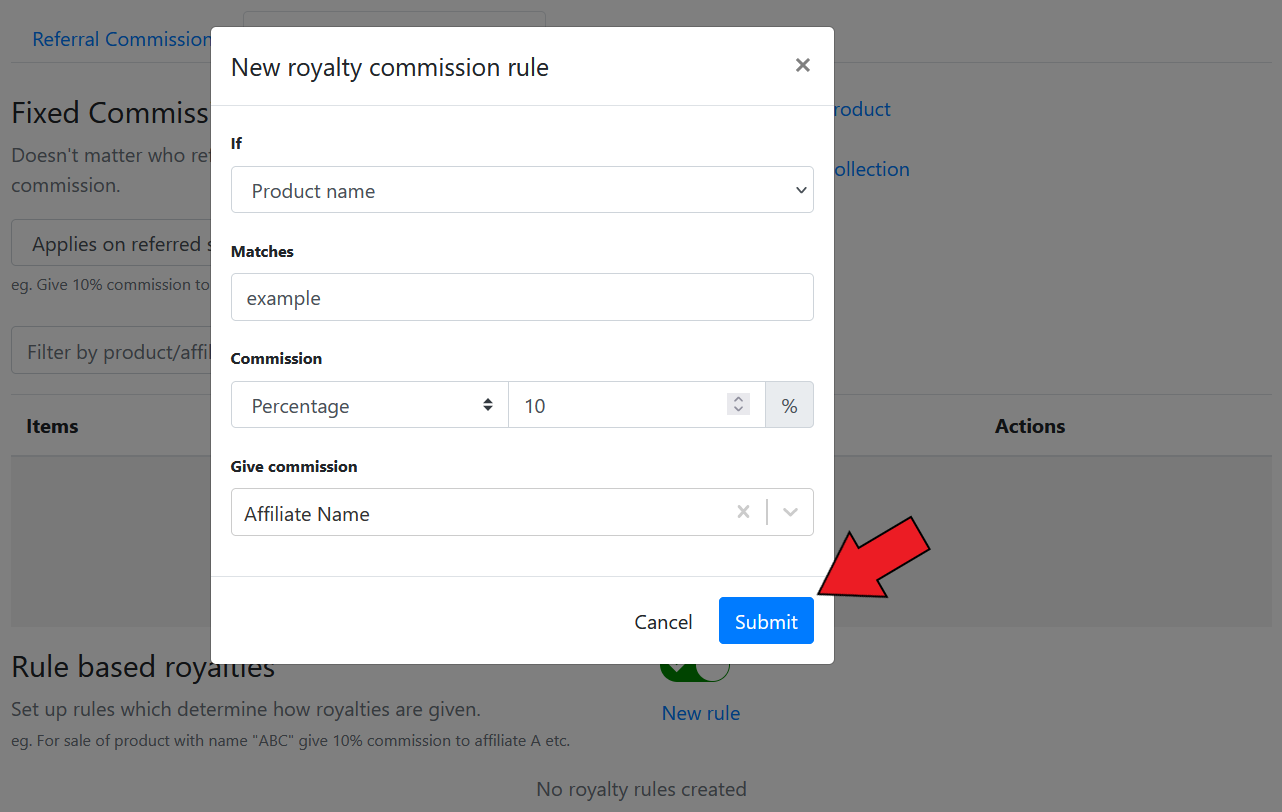 Referral Commission
New royalty commission rule
×
Fixed Commiss
roduct
Doesn't matter who ref
commission.
ollection
If
Product name
Applies on referred s
eg. Give 10% commission to
Matches
example
Filter by product/affil
Commission
Percentage
10
%
Items
Actions
Give commission
Affiliate Name
Cancel
Submit
Rule based royalties
Set up rules which determine how royalties are given.
New rule
eg. For sale of product with name "ABC" give 10% commission to affiliate A etc.
No royalty rules created